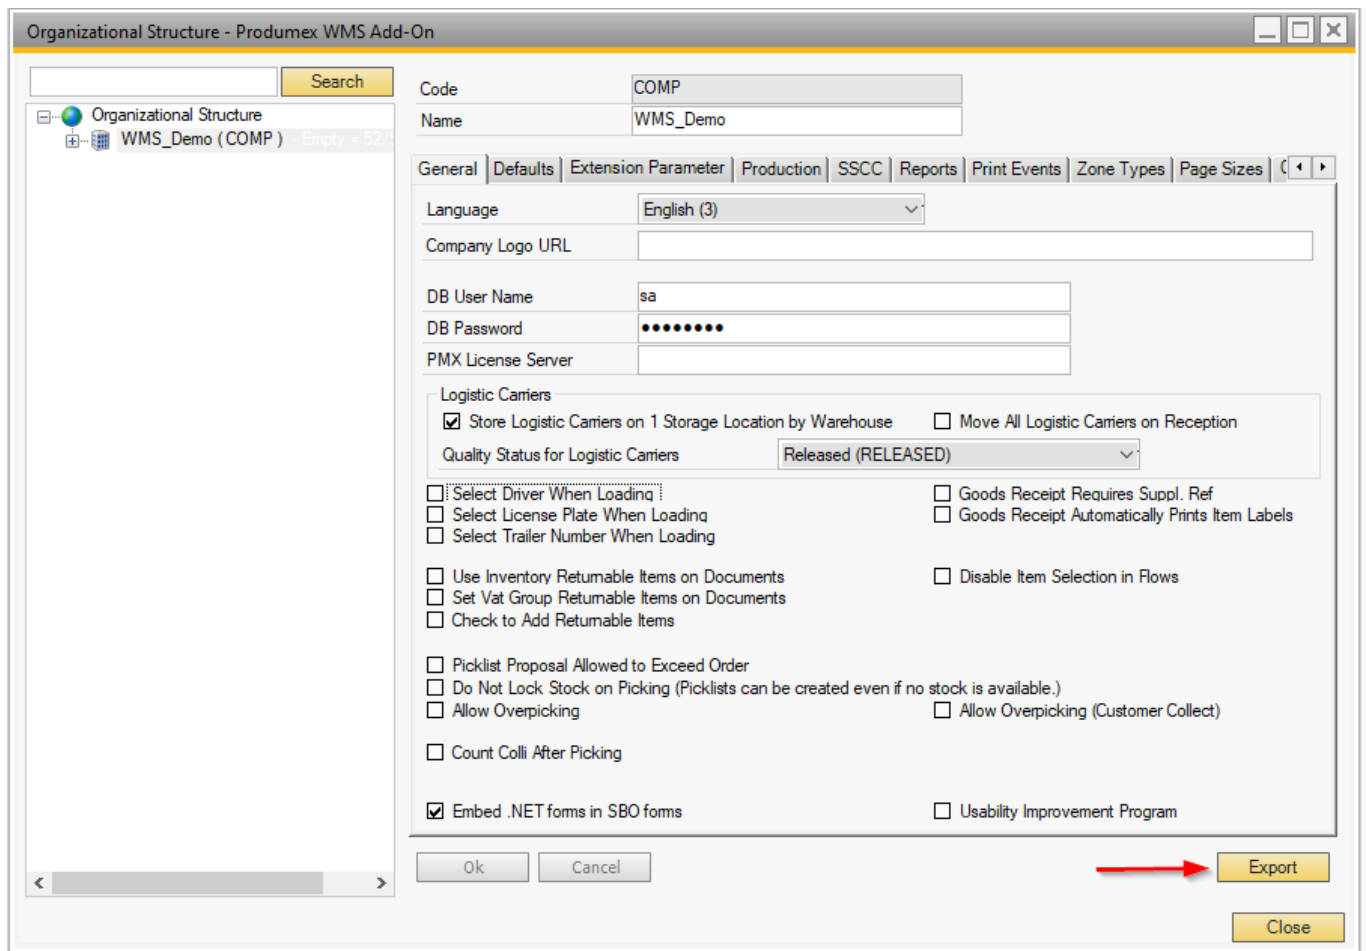 Organizational Structure - Produmex WMS Add-On
Search
Organizational Structure
WMS_Demo ( COMP ) - Empty = 52/
Code COMP
Name WMS_Demo
General Defaults Extension Parameter Production SSCC Reports Print Events Zone Types Page Sizes
Language English (3)
Company Logo URL
DB User Name sa
DB Password ●●●●●●●●
PMX License Server
Logistic Carriers
Store Logistic Carriers on 1 Storage Location by Warehouse Move All Logistic Carriers on Reception
Quality Status for Logistic Carriers Released (RELEASED)
Select Driver When Loading Goods Receipt Requires Suppl. Ref
Select License Plate When Loading Goods Receipt Automatically Prints Item Labels
Select Trailer Number When Loading
Use Inventory Returnable Items on Documents Disable Item Selection in Flows
Set Vat Group Returnable Items on Documents
Check to Add Returnable Items
Picklist Proposal Allowed to Exceed Order
Do Not Lock Stock on Picking (Picklists can be created even if no stock is available.)
Allow Overpicking Allow Overpicking (Customer Collect)
Count Colli After Picking
Embed .NET forms in SBO forms Usability Improvement Program
Ok Cancel Export
Close